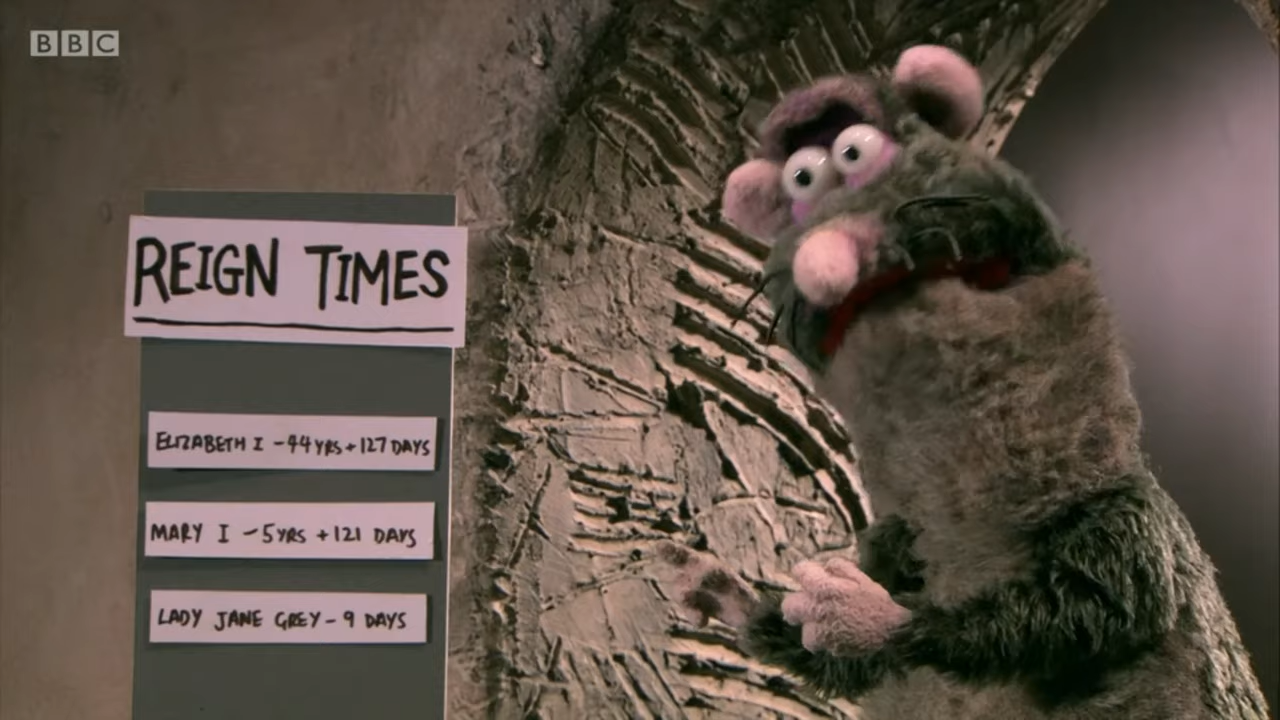 BBC
REIGN TIMES
ELIZABETH I - 44 YRS + 127 DAYS
MARY I - 5 YRS + 121 DAYS
LADY JANE GREY - 9 DAYS